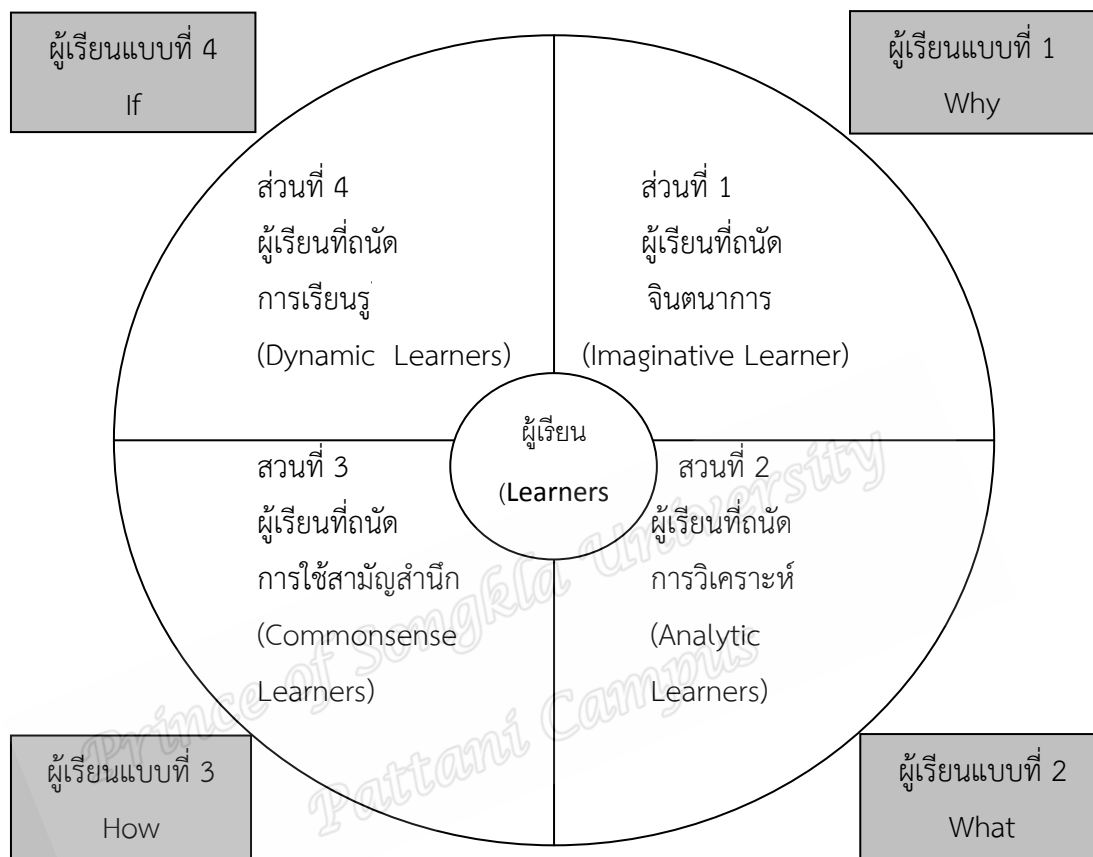 ผู้เรียนแบบที่ 4
If
ผู้เรียนแบบที่ 1
Why
ส่วนที่ 4
ผู้เรียนที่ถนัด
การเรียนรู่
(Dynamic Learners)
ส่วนที่ 1
ผู้เรียนที่ถนัด
จินตนาการ
(Imaginative Learner)
ผู้เรียน
(Learners
สวนที่ 3
ผู้เรียนที่ถนัด
การใช้สามัญสำนึก
(Commonsense
Learners)
สวนที่ 2
ผู้เรียนที่ถนัด
การวิเคราะห์
(Analytic
Learners)
ผู้เรียนแบบที่ 3
How
ผู้เรียนแบบที่ 2
What
Prince of Songkla University
Pattani Campus